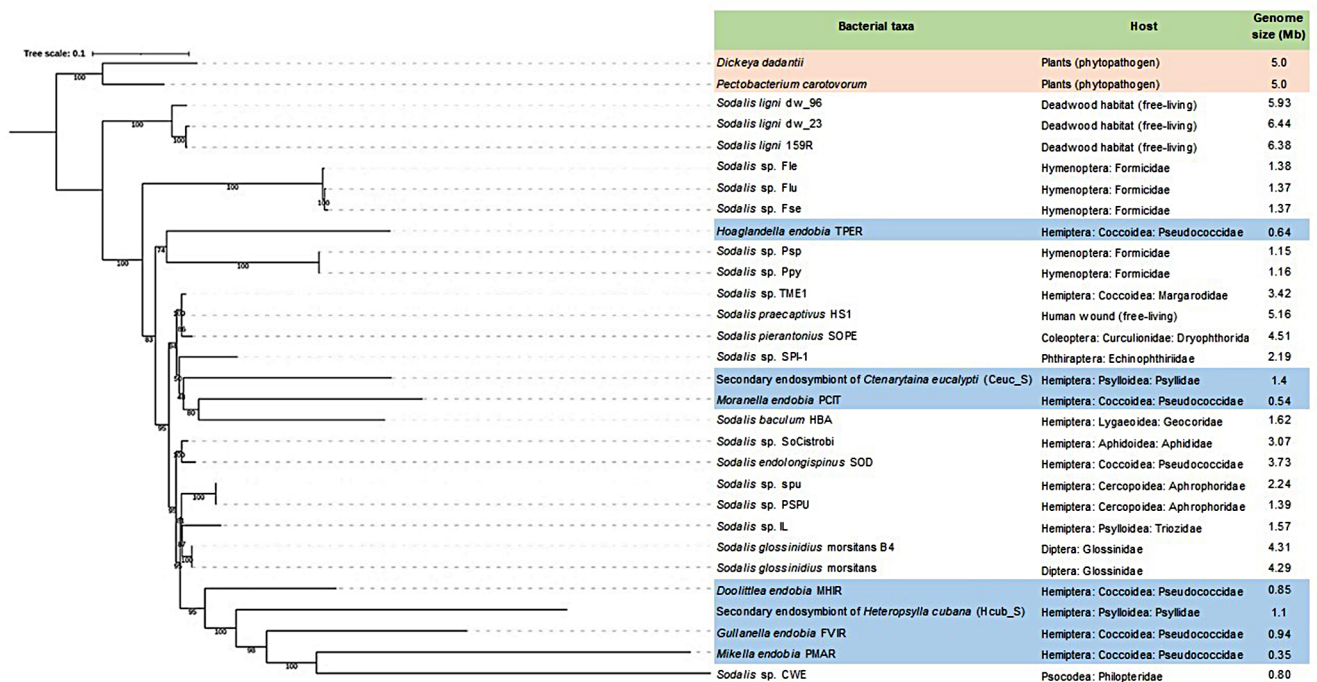 Bacterial taxa Host Genome size (Mb)
Tree scale: 0.1
Dickeya dadantii Plants (phytopathogen) 5.0
100
Pectobacterium carotovorum Plants (phytopathogen) 5.0
Sodalis ligni dw_96 Deadwood habitat (free-living) 5.93
100
Sodalis ligni dw_23 Deadwood habitat (free-living) 6.44
100
Sodalis ligni 159R Deadwood habitat (free-living) 6.38
Sodalis sp. Fle Hymenoptera: Formicidae 1.38
100
Sodalis sp. Flu Hymenoptera: Formicidae 1.37
100
Sodalis sp. Fse Hymenoptera: Formicidae 1.37
Hoaglandella endobia TPER Hemiptera: Coccoidea: Pseudococcidae 0.64
74
Sodalis sp. Psp Hymenoptera: Formicidae 1.15
100
100
Sodalis sp. Ppy Hymenoptera: Formicidae 1.16
Sodalis sp. TME1 Hemiptera: Coccoidea: Margarodidae 3.42
Sodalis praecaptivus HS1 Human wound (free-living) 5.16
Sodalis pierantonius SOPE Coleoptera: Curculionidae: Dryophthorida 4.51
83
Sodalis sp. SPI-1 Phthiraptera: Echinophthiriidae 2.19
Secondary endosymbiont of Ctenarytaina eucalypti (Ceuc_S) Hemiptera: Psylloidea: Psyllidae 1.4
Moranella endobia PCIT Hemiptera: Coccoidea: Pseudococcidae 0.54
80
Sodalis baculum HBA Hemiptera: Lygaeoidea: Geocoridae 1.62
95
Sodalis sp. SoCistrobi Hemiptera: Aphidoidea: Aphididae 3.07
100
Sodalis endolongispinus SOD Hemiptera: Coccoidea: Pseudococcidae 3.73
Sodalis sp. spu Hemiptera: Cercopoidea: Aphrophoridae 2.24
100
Sodalis sp. PSPU Hemiptera: Cercopoidea: Aphrophoridae 1.39
Sodalis sp. IL Hemiptera: Psylloidea: Triozidae 1.57
Sodalis glossinidius morsitans B4 Diptera: Glossinidae 4.31
100
Sodalis glossinidius morsitans Diptera: Glossinidae 4.29
Doolittlea endobia MHIR Hemiptera: Coccoidea: Pseudococcidae 0.85
95
Secondary endosymbiont of Heteropsylla cubana (Hcub_S) Hemiptera: Psylloidea: Psyllidae 1.1
100
Gullanella endobia FVIR Hemiptera: Coccoidea: Pseudococcidae 0.94
98
Mikella endobia PMAR Hemiptera: Coccoidea: Pseudococcidae 0.35
100
Sodalis sp. CWE Psocodea: Philopteridae 0.80